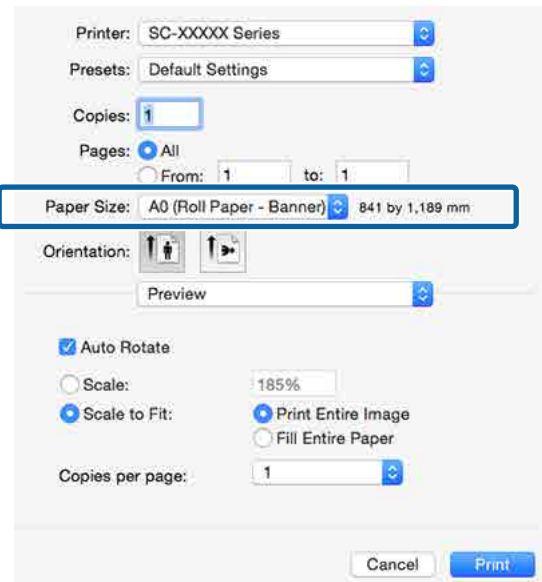 Printer: SC-XXXXX Series
Presets: Default Settings
Copies: 1
Pages: All
From: 1 to: 1
Paper Size: A0 (Roll Paper - Banner) 841 by 1,189 mm
Orientation:
Preview
Auto Rotate
Scale: 185%
Scale to Fit: Print Entire Image
Fill Entire Paper
Copies per page: 1
Cancel Print